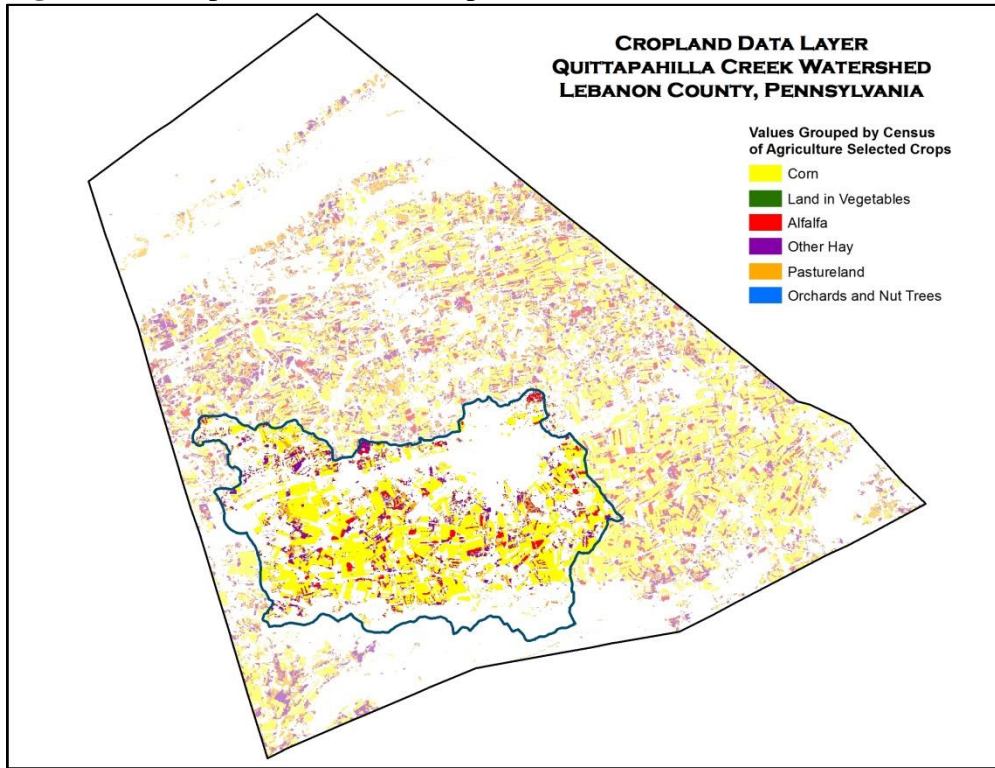 CROPLAND DATA LAYER
QUITTAPAHILLA CREEK WATERSHED
LEBANON COUNTY, PENNSYLVANIA
Values Grouped by Census
of Agriculture Selected Crops
Corn
Land in Vegetables
Alfalfa
Other Hay
Pastureland
Orchards and Nut Trees